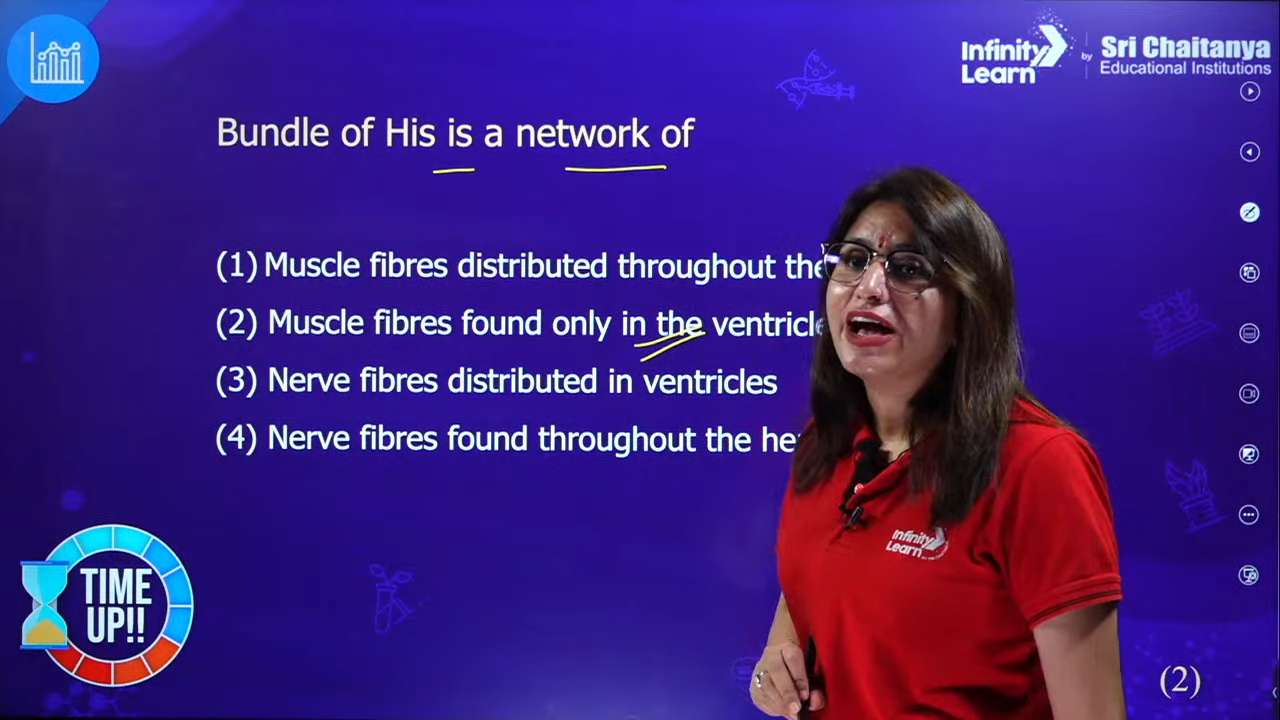 Infinity Learn by Sri Chaitanya Educational Institutions
Bundle of His is a network of
(1) Muscle fibres distributed throughout the
(2) Muscle fibres found only in the
(3) Nerve fibres distributed in ventricles
(4) Nerve fibres found throughout the
TIME UP!!
Infinity Learn
(2)